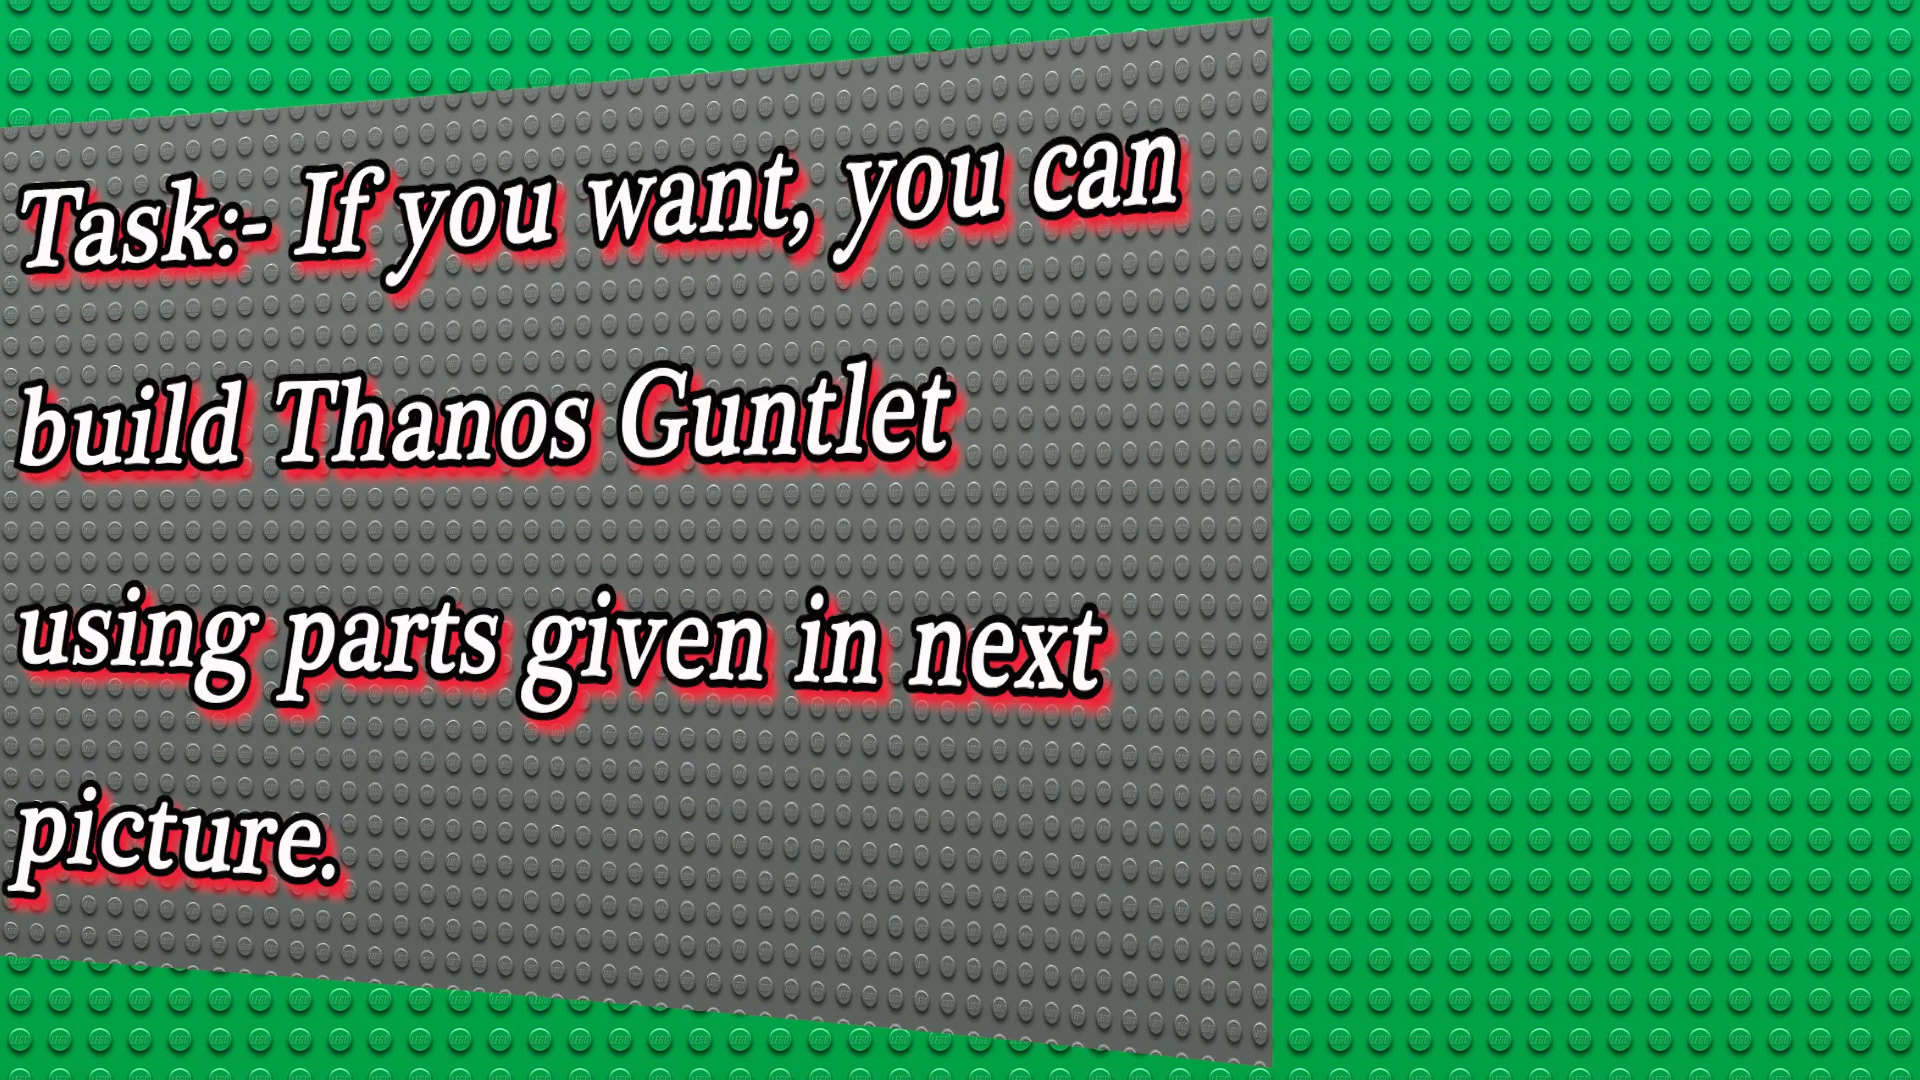 Task:- If you want, you can
build Thanos Guntlet
using parts given in next
picture.